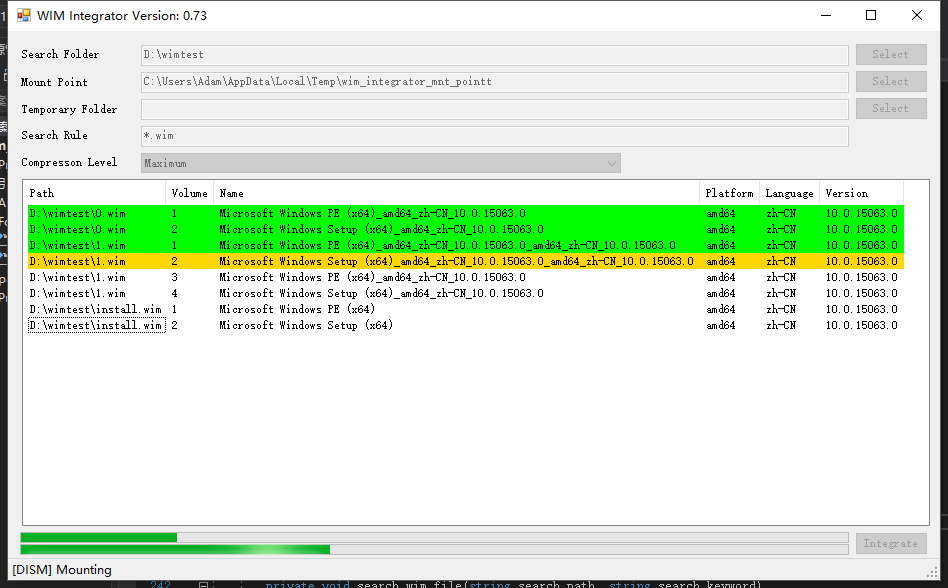 WIM Integrator Version: 0.73
Search Folder D:\wimtest Select
Mount Point C:\Users\Adam\AppData\Local\Temp\wim_integrator_mnt_pointt Select
Temporary Folder Select
Search Rule *.wim
Compresson Level Maximum
Path Volume Name Platform Language Version
D:\wimtest\0.wim 1 Microsoft Windows PE (x64)_amd64_zh-CN_10.0.15063.0 amd64 zh-CN 10.0.15063.0
D:\wimtest\0.wim 2 Microsoft Windows Setup (x64)_amd64_zh-CN_10.0.15063.0 amd64 zh-CN 10.0.15063.0
D:\wimtest\1.wim 1 Microsoft Windows PE (x64)_amd64_zh-CN_10.0.15063.0_amd64_zh-CN_10.0.15063.0 amd64 zh-CN 10.0.15063.0
D:\wimtest\1.wim 2 Microsoft Windows Setup (x64)_amd64_zh-CN_10.0.15063.0_amd64_zh-CN_10.0.15063.0 amd64 zh-CN 10.0.15063.0
D:\wimtest\1.wim 3 Microsoft Windows PE (x64)_amd64_zh-CN_10.0.15063.0 amd64 zh-CN 10.0.15063.0
D:\wimtest\1.wim 4 Microsoft Windows Setup (x64)_amd64_zh-CN_10.0.15063.0 amd64 zh-CN 10.0.15063.0
D:\wimtest\install.wim 1 Microsoft Windows PE (x64) amd64 zh-CN 10.0.15063.0
D:\wimtest\install.wim 2 Microsoft Windows Setup (x64) amd64 zh-CN 10.0.15063.0
Integrate
[DISM] Mounting
242 private void search_wim_file(string search_path, string search_keyword)